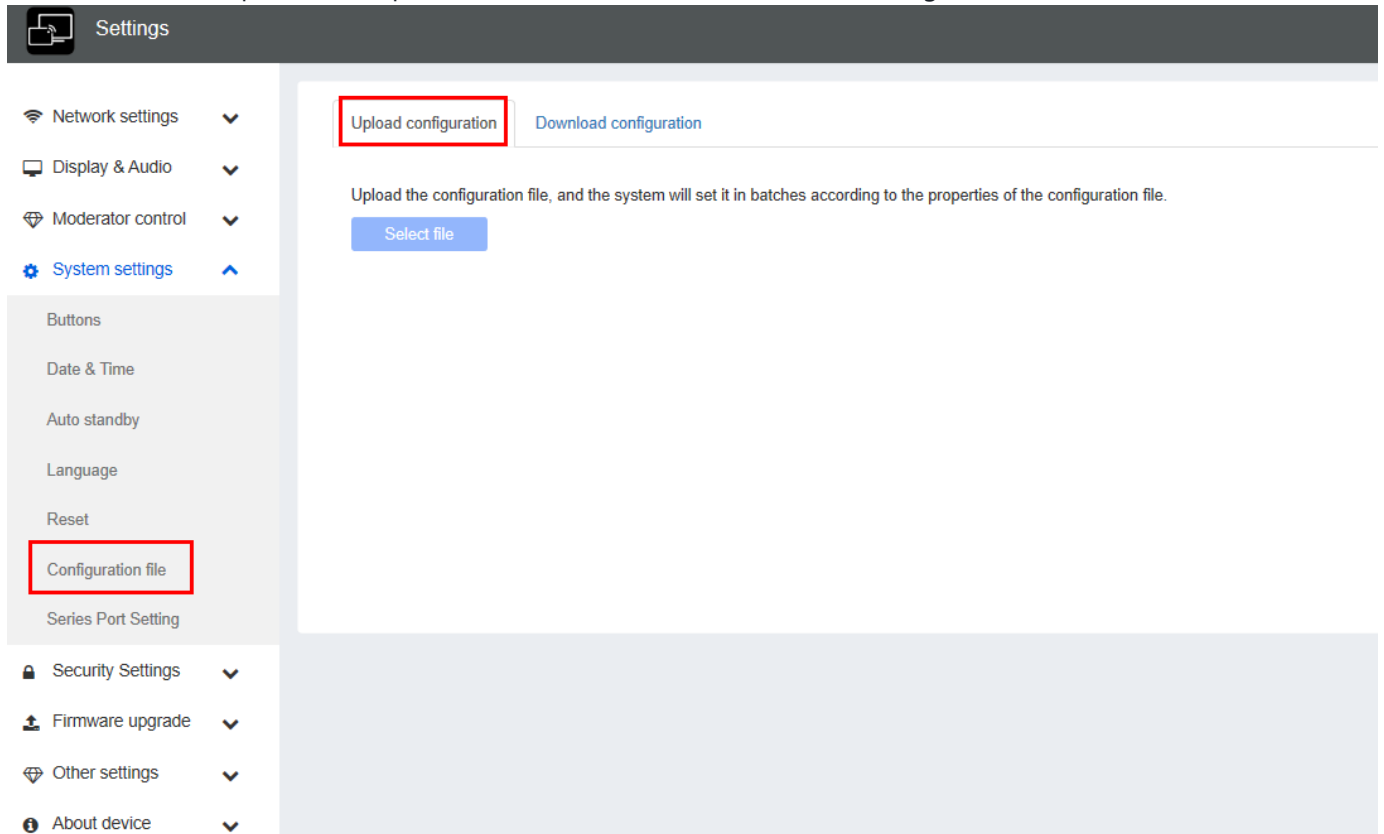 Settings
Network settings
Display & Audio
Moderator control
System settings
Buttons
Date & Time
Auto standby
Language
Reset
Configuration file
Series Port Setting
Security Settings
Firmware upgrade
Other settings
About device
Upload configuration Download configuration
Upload the configuration file, and the system will set it in batches according to the properties of the configuration file.
Select file